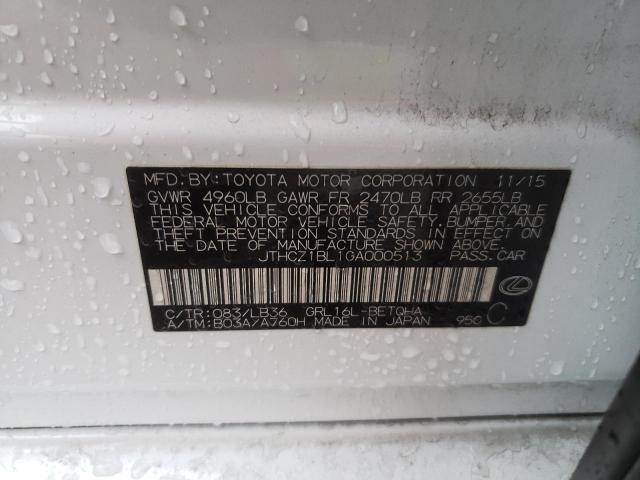 MFD. BY: TOYOTA MOTOR CORPORATION 11/15
GVWR 4960LB GAWR FR 2470LB RR 2655LB
THIS VEHICLE CONFORMS TO ALL APPLICABLE
FEDERAL MOTOR VEHICLE SAFETY, BUMPER, AND
THEFT PREVENTION STANDARDS IN EFFECT ON
THE DATE OF MANUFACTURE SHOWN ABOVE.
JTHCZ1BL1GA000513 PASS.CAR
C/TR: 083/LB36 GRL16L-BETQHA
A/TM: B03A/A760H MADE IN JAPAN 956 C